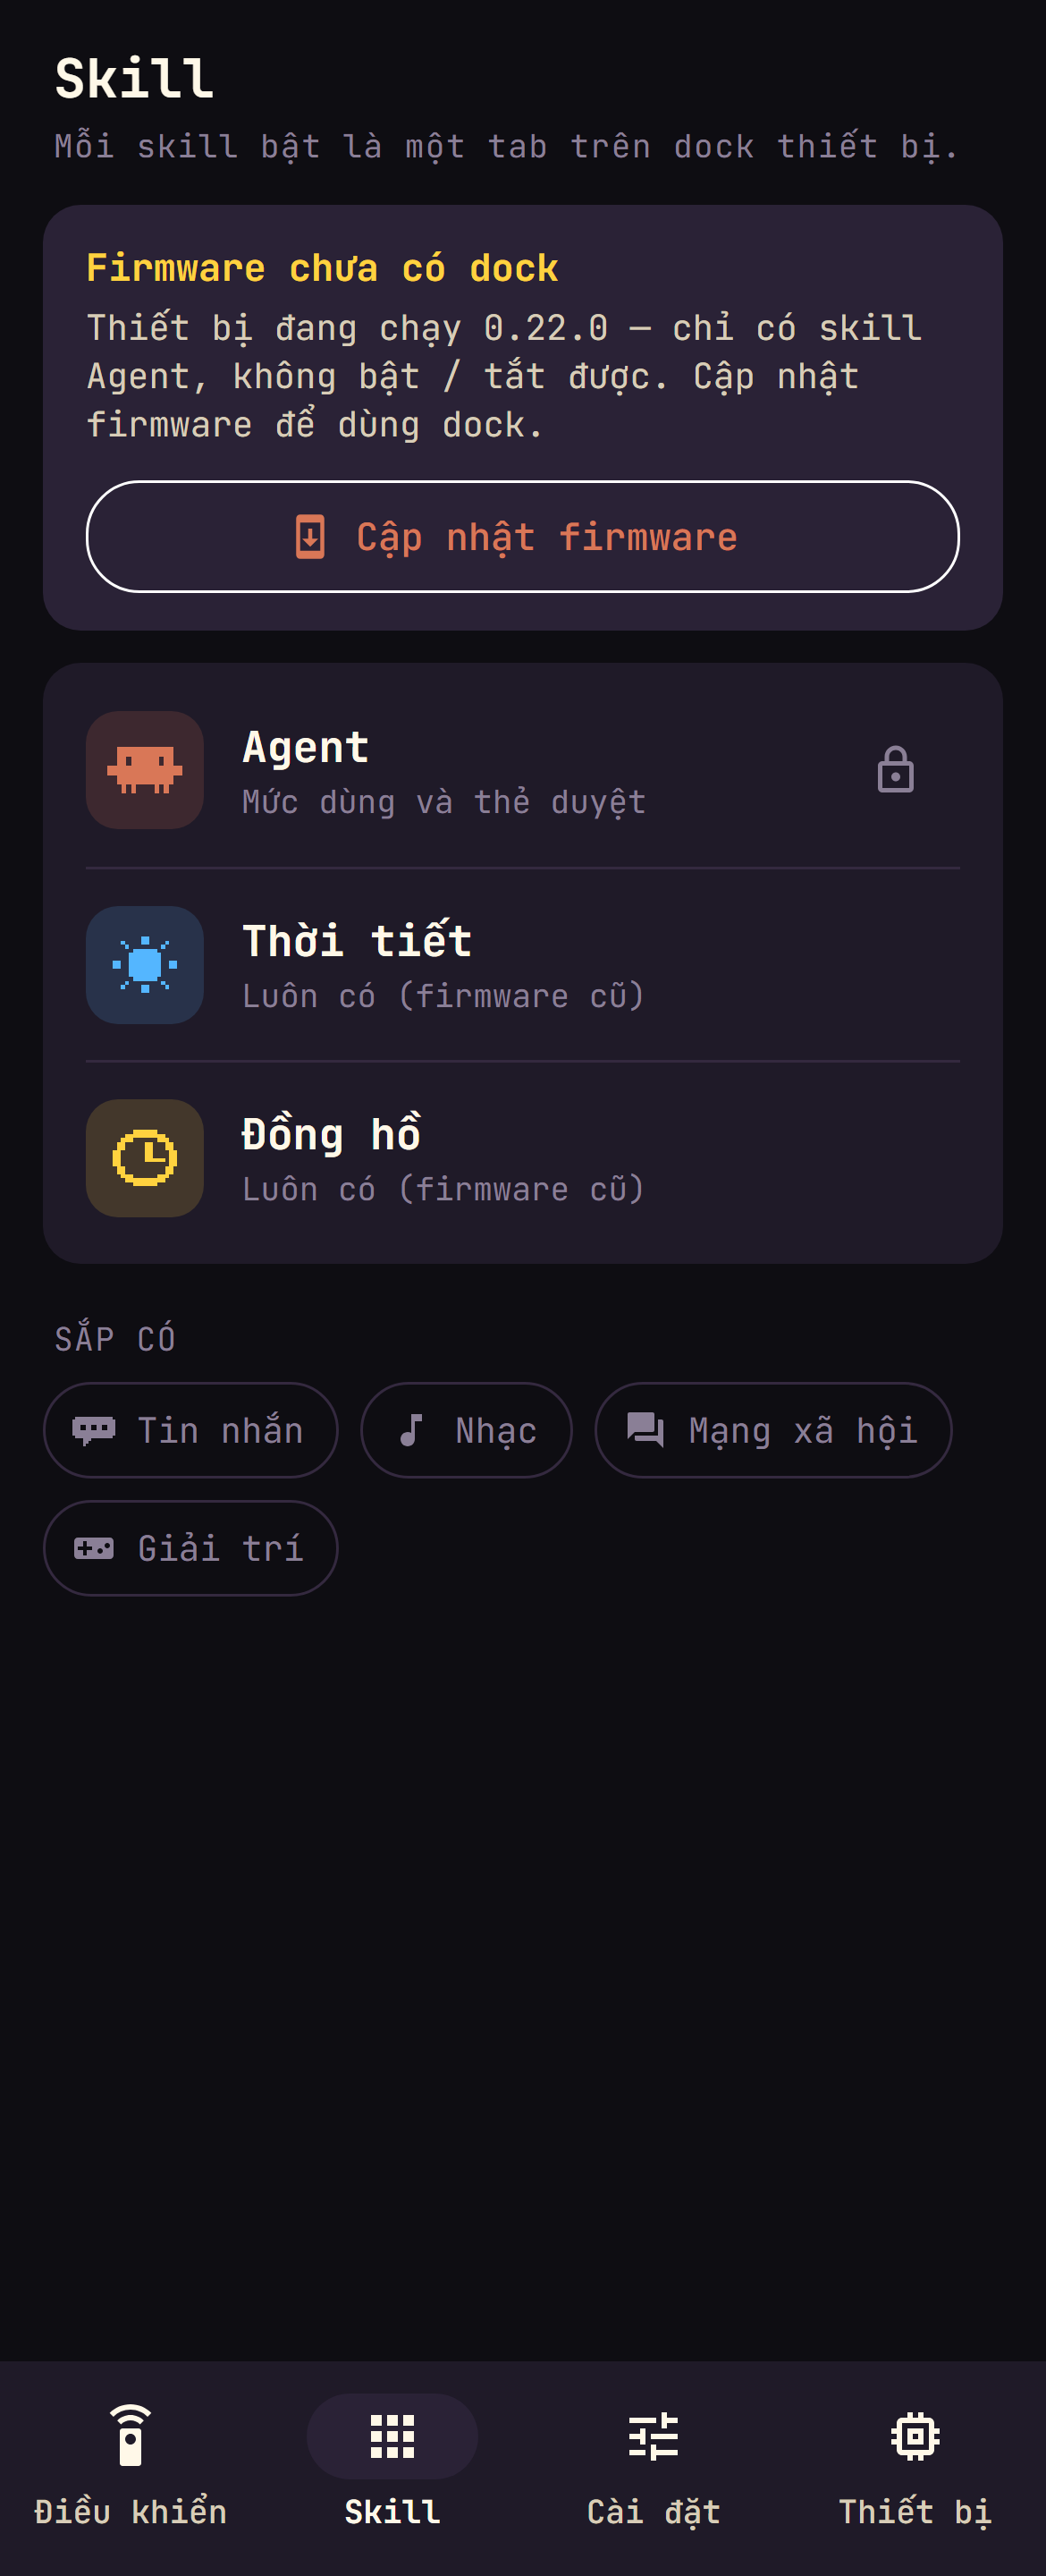 Skill
Mỗi skill bật là một tab trên dock thiết bị.
Firmware chưa có dock
Thiết bị đang chạy 0.22.0 — chỉ có skill
Agent, không bật / tắt được. Cập nhật
firmware để dùng dock.
Cập nhật firmware
Agent
Mức dùng và thẻ duyệt
Thời tiết
Luôn có (firmware cũ)
Đồng hồ
Luôn có (firmware cũ)
SẮP CÓ
Tin nhắn
Nhạc
Mạng xã hội
Giải trí
Điều khiển
Skill
Cài đặt
Thiết bị